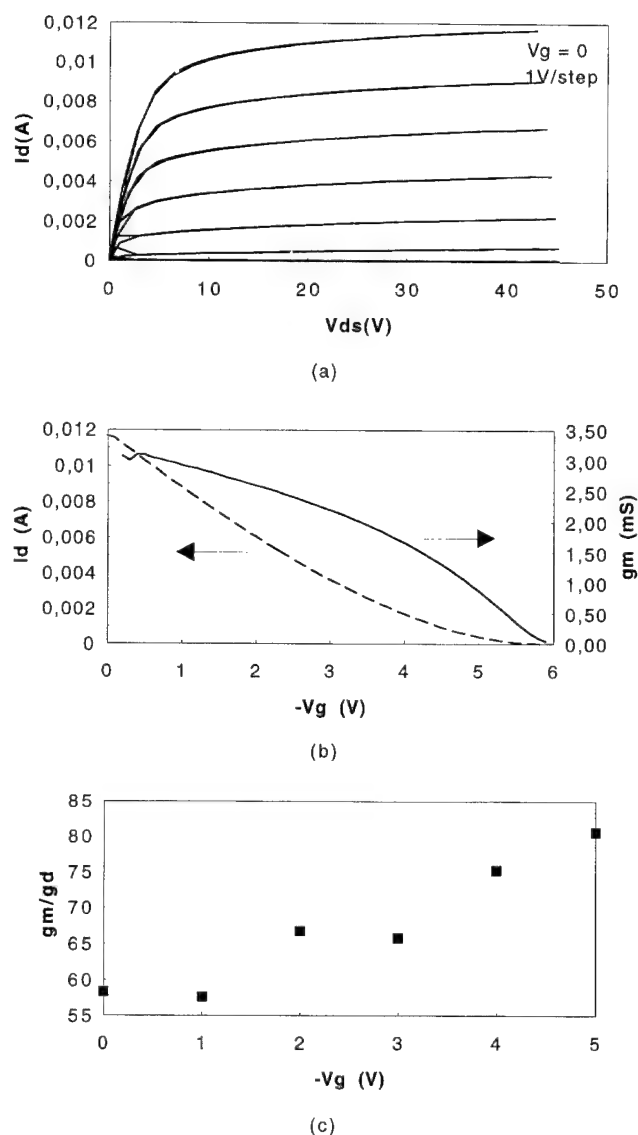 0,012
0,01
0,008
0,006
0,004
0,002
0
Id(A)
Vg = 0
1V/step
0 10 20 30 40 50
Vds(V)
(a)
0,012
0,01
0,008
0,006
0,004
0,002
0
Id (A)
3,50
3,00
2,50
2,00
1,50
1,00
0,50
0,00
gm (mS)
0 1 2 3 4 5 6
-Vg (V)
(b)
85
80
75
70
65
60
55
gm/gd
0 1 2 3 4 5
-Vg (V)
(c)